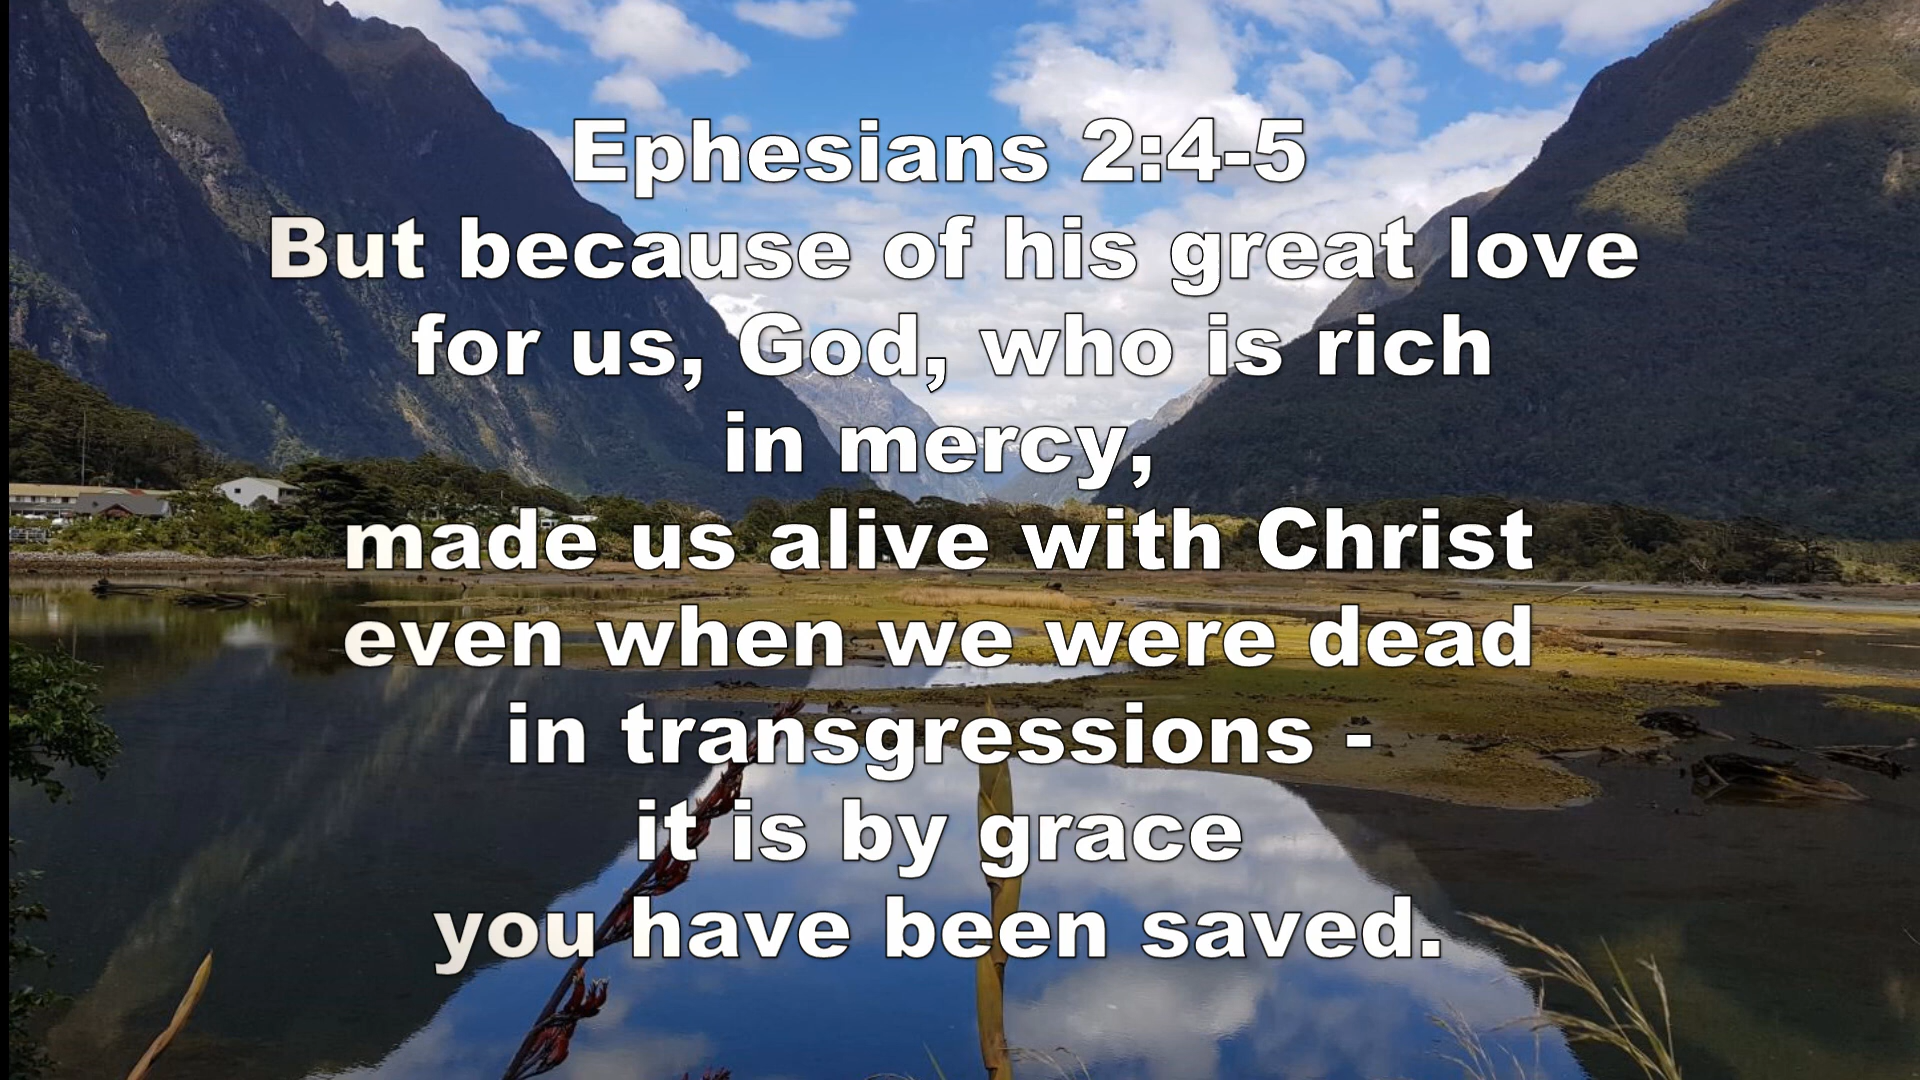 Ephesians 2:4-5
But because of his great love
for us, God, who is rich
in mercy,
made us alive with Christ
even when we were dead
in transgressions -
it is by grace
you have been saved.